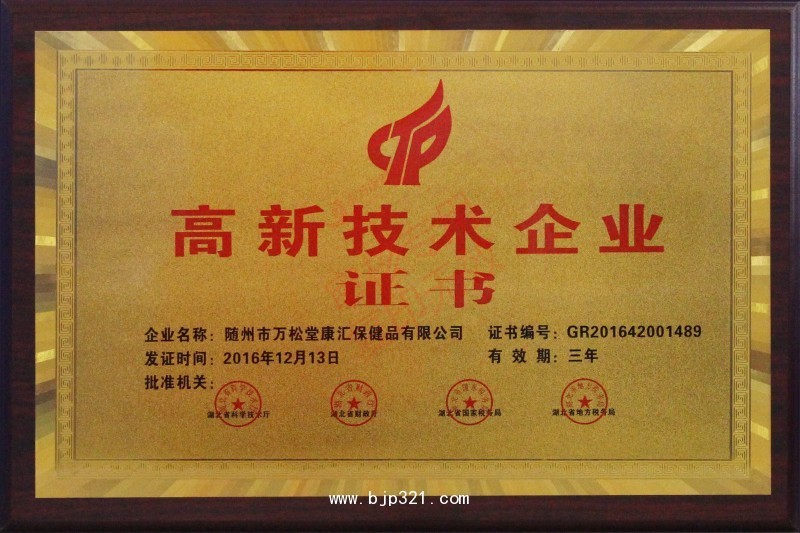 高新技术企业
证书
企业名称：随州市万松堂康汇保健品有限公司 证书编号：GR201642001489
发证时间：2016年12月13日 有效期：三年
批准机关：
湖北省科学技术厅 湖北省财政厅 湖北省国家税务局 湖北省地方税务局
www.bjp321.com